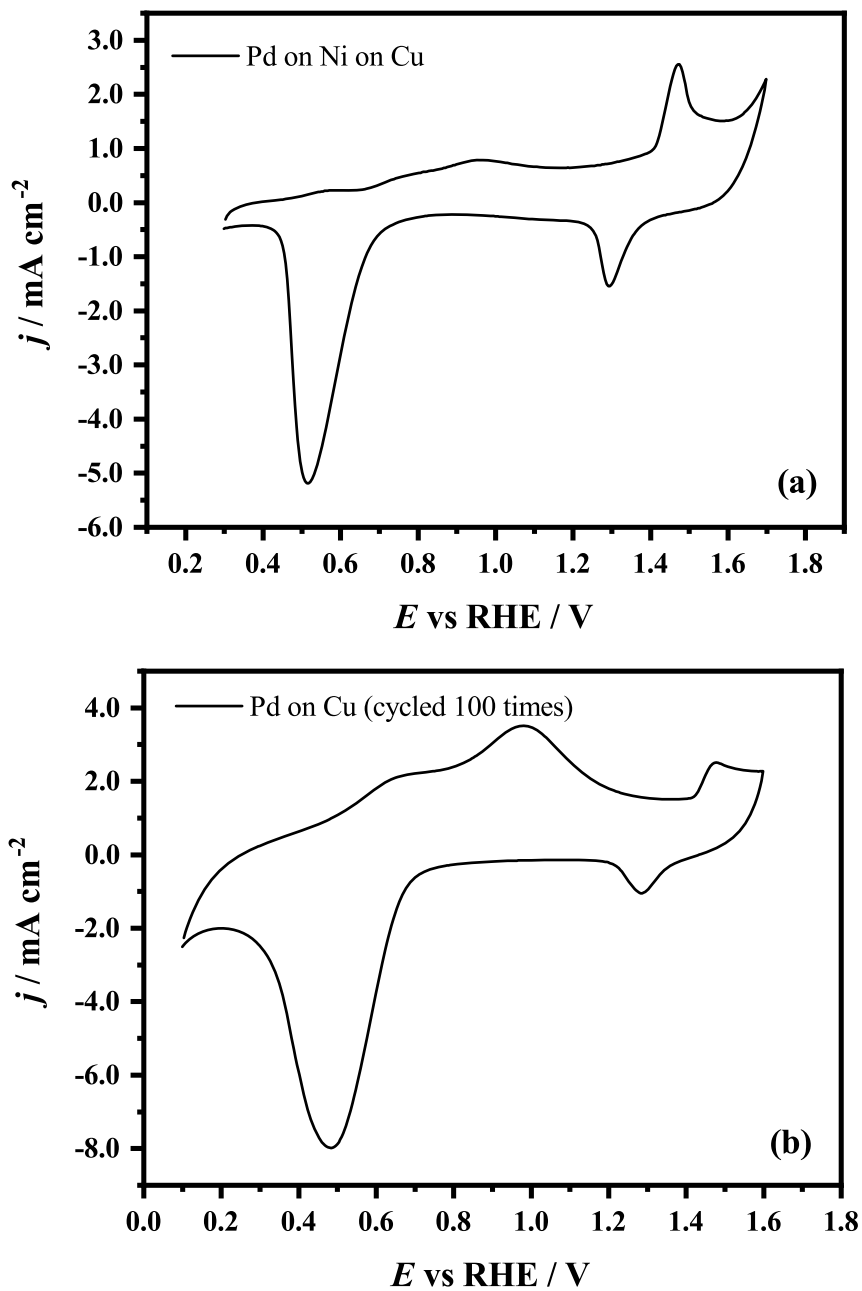 3.0
2.0
1.0
0.0
-1.0
-2.0
-3.0
-4.0
-5.0
-6.0
j / mA cm-2
Pd on Ni on Cu
(a)
0.2 0.4 0.6 0.8 1.0 1.2 1.4 1.6 1.8
E vs RHE / V
4.0
2.0
0.0
-2.0
-4.0
-6.0
-8.0
j / mA cm-2
Pd on Cu (cycled 100 times)
(b)
0.0 0.2 0.4 0.6 0.8 1.0 1.2 1.4 1.6 1.8
E vs RHE / V